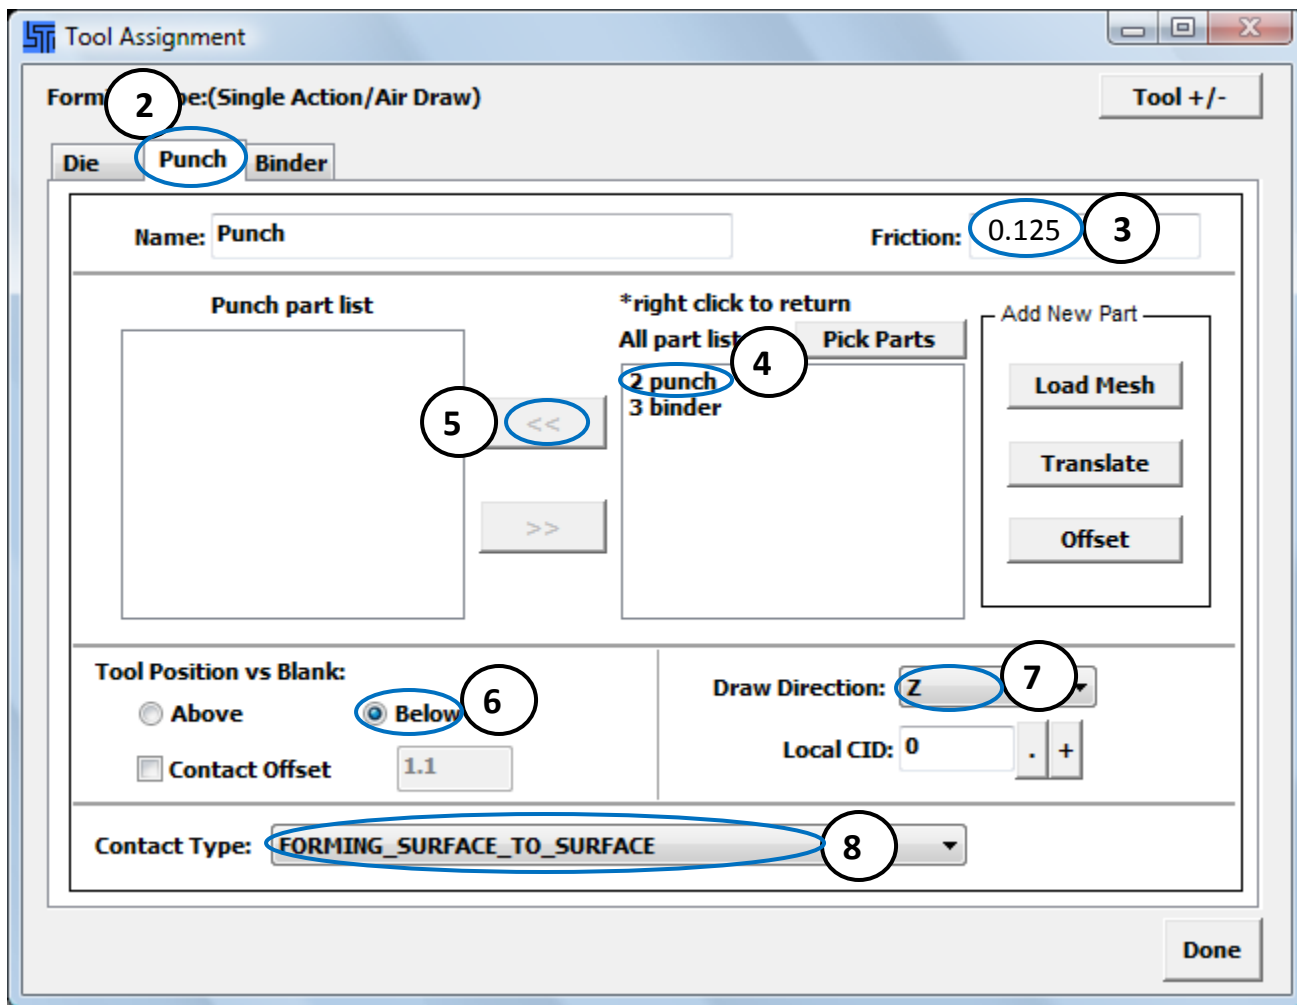 Tool Assignment
Formi 2 pe:(Single Action/Air Draw)
Tool +/-
Die Punch Binder
Name: Punch
Friction: 0.125 3
Punch part list
*right click to return
All part list
Pick Parts
4
2 punch
3 binder
5 <<
>>
Add New Part
Load Mesh
Translate
Offset
Tool Position vs Blank:
Above Below 6
Contact Offset 1.1
Draw Direction: Z 7
Local CID: 0 . +
Contact Type: FORMING_SURFACE_TO_SURFACE 8
Done